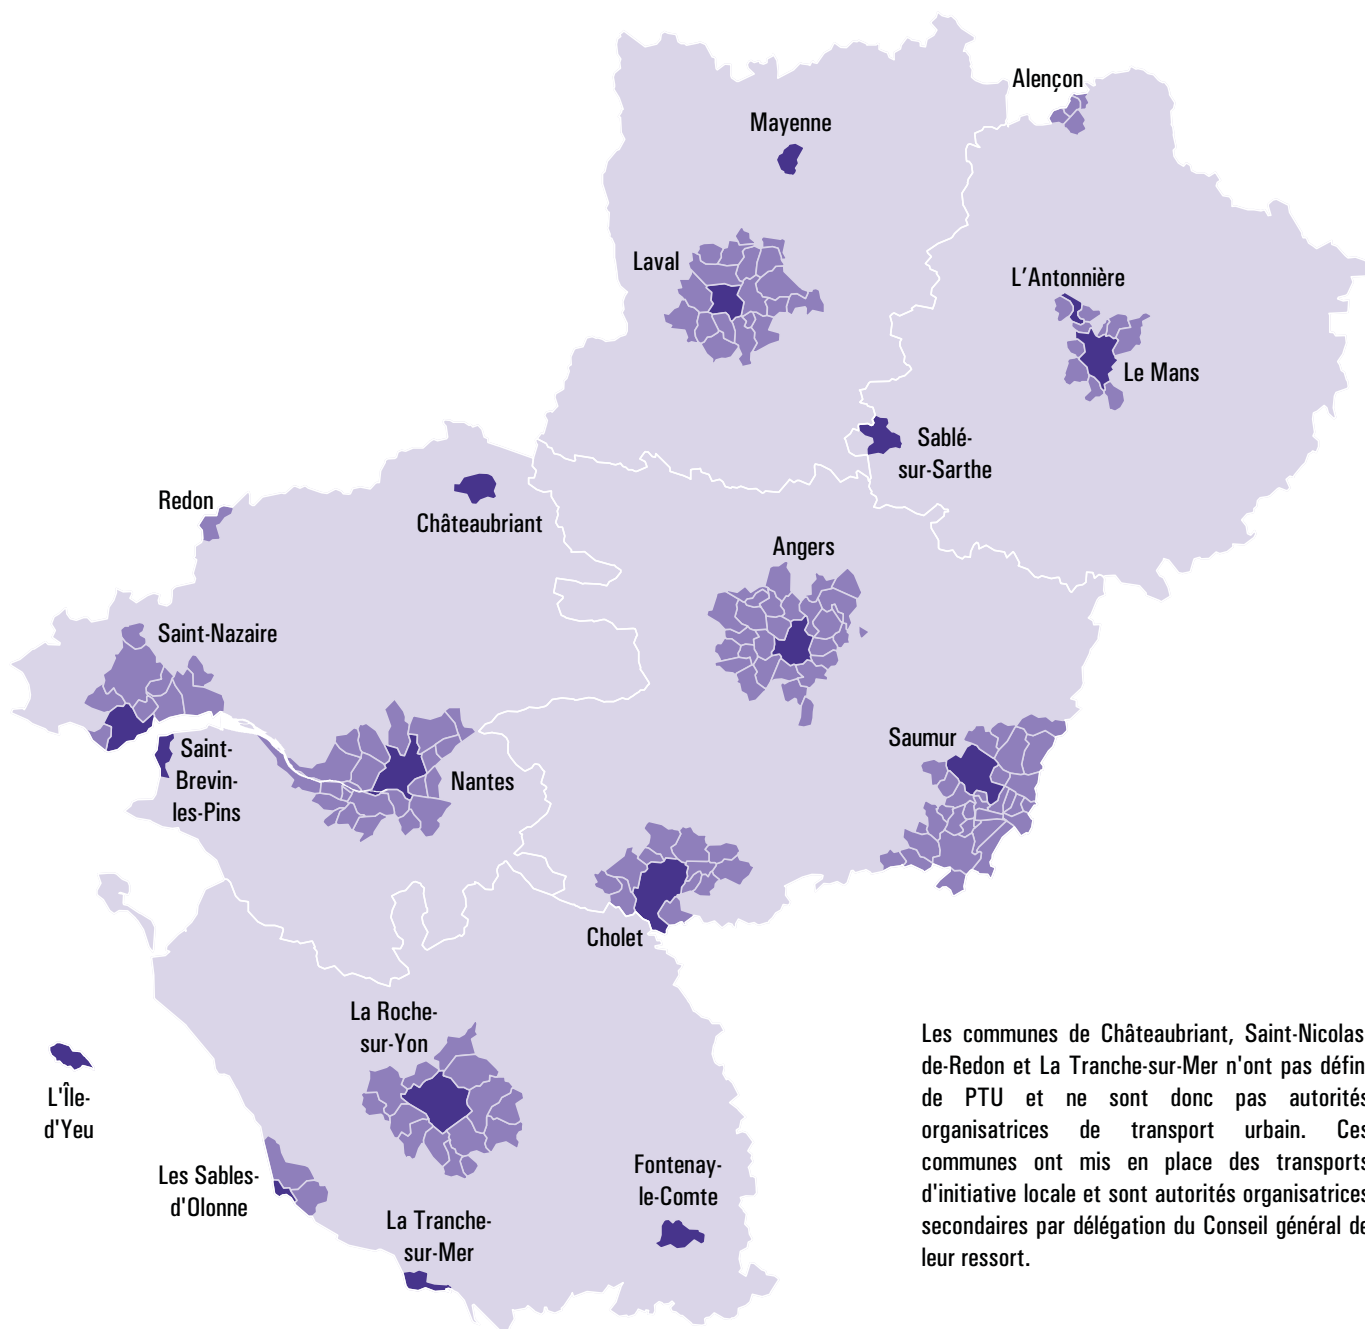 Alençon
Mayenne
Laval
L'Antonnière
Le Mans
Sablé-
sur-Sarthe
Redon
Châteaubriant
Angers
Saint-Nazaire
Saint-
Brevin-
les-Pins
Nantes
Saumur
Cholet
La Roche-
sur-Yon
L'Île-
d'Yeu
Les Sables-
d'Olonne
La Tranche-
sur-Mer
Fontenay-
le-Comte
Les communes de Châteaubriant, Saint-Nicolas
de-Redon et La Tranche-sur-Mer n'ont pas défin
de PTU et ne sont donc pas autorités
organisatrices de transport urbain. Ces
communes ont mis en place des transports
d'initiative locale et sont autorités organisatrices
secondaires par délégation du Conseil général de
leur ressort.